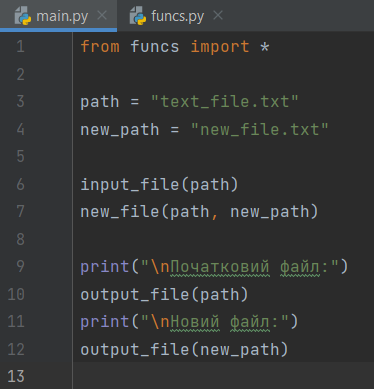 main.py funcs.py
1 from funcs import *
2
3 path = "text_file.txt"
4 new_path = "new_file.txt"
5
6 input_file(path)
7 new_file(path, new_path)
8
9 print("\nПочатковий файл:")
10 output_file(path)
11 print("\nНовий файл:")
12 output_file(new_path)
13